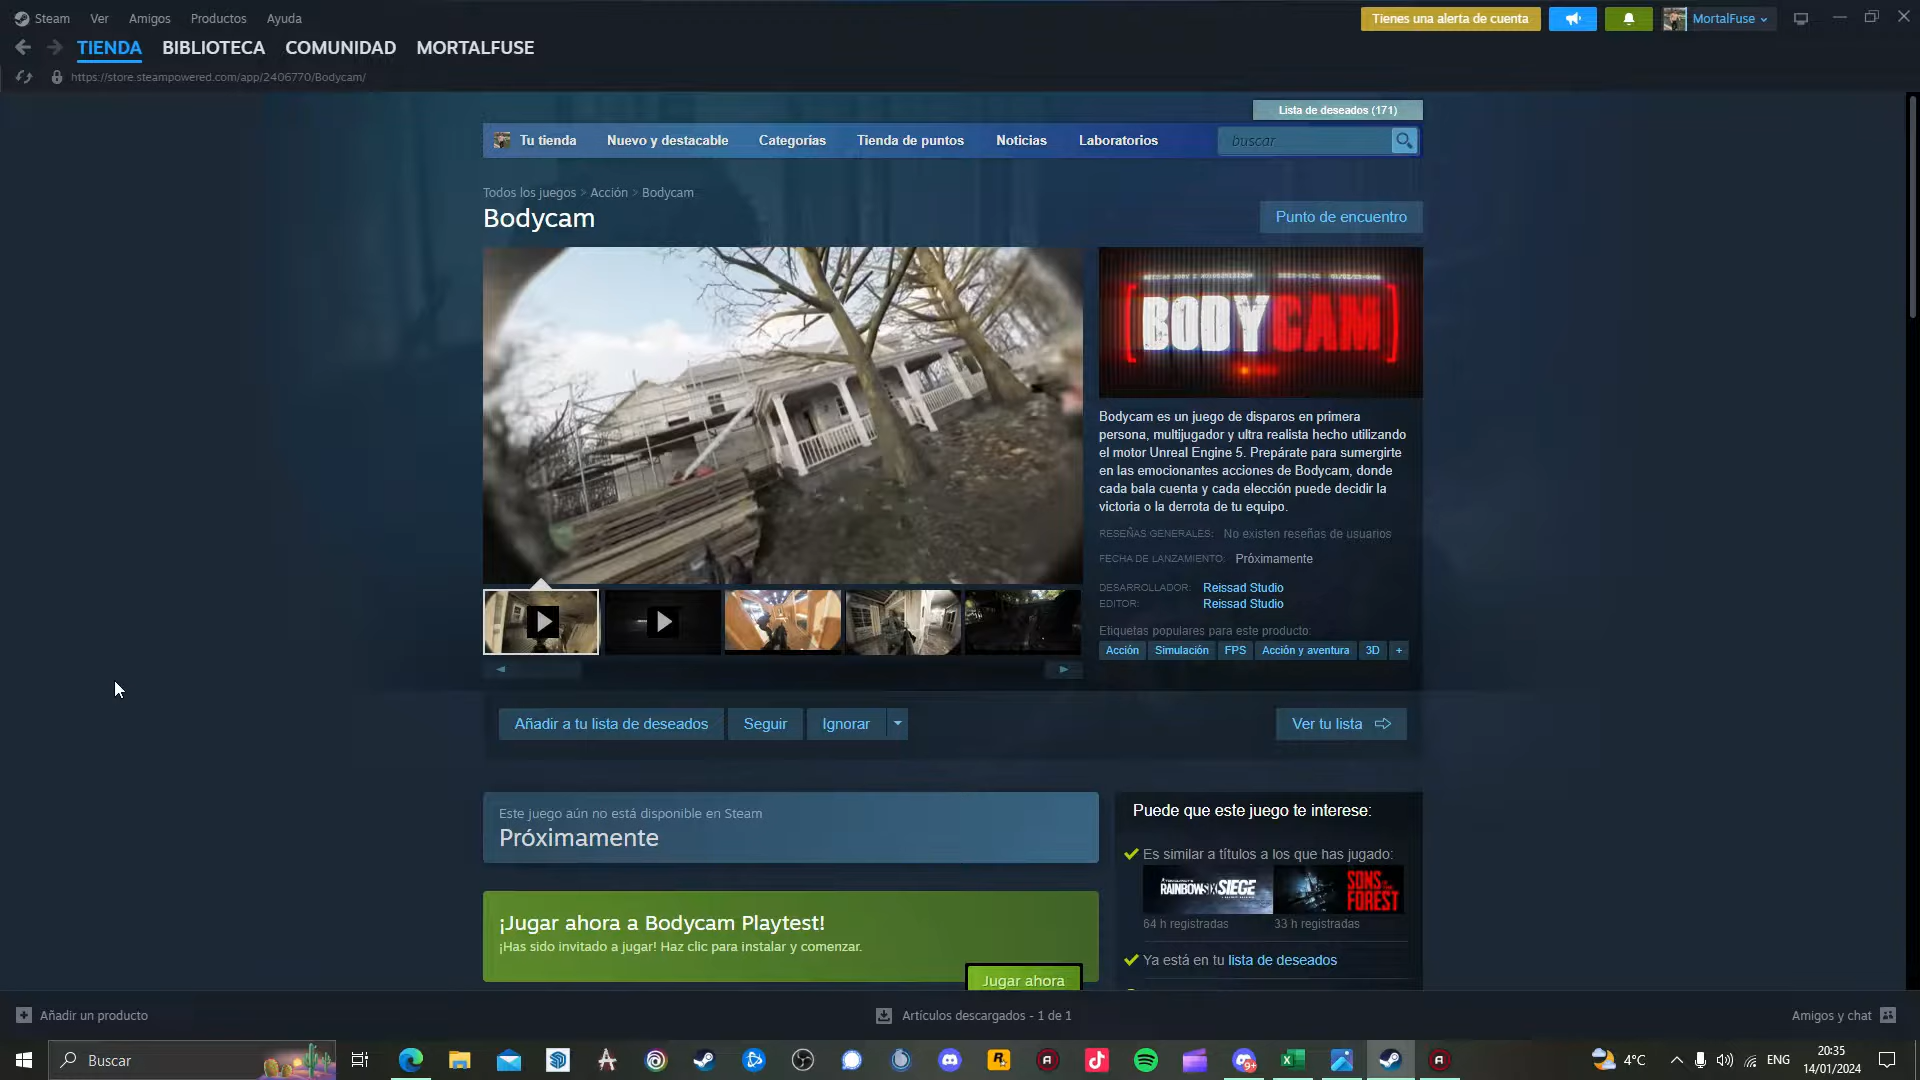 Steam
Ver
Amigos
Productos
Ayuda
Tienes una alerta de cuenta
MortalFuse
TIENDA
BIBLIOTECA
COMUNIDAD
MORTALFUSE
https://store.steampowered.com/app/2406770/Bodycam/
Lista de deseados (171)
Tu tienda
Nuevo y destacable
Categorías
Tienda de puntos
Noticias
Laboratorios
buscar
Todos los juegos > Acción > Bodycam
Bodycam
Punto de encuentro
BODYCAM
Bodycam es un juego de disparos en primera
persona, multijugador y ultra realista hecho utilizando
el motor Unreal Engine 5. Prepárate para sumergirte
en las emocionantes acciones de Bodycam, donde
cada bala cuenta y cada elección puede decidir la
victoria o la derrota de tu equipo.
RESEÑAS GENERALES: No existen reseñas de usuarios
FECHA DE LANZAMIENTO: Próximamente
DESARROLLADOR: Reissad Studio
EDITOR: Reissad Studio
Etiquetas populares para este producto:
Acción
Simulación
FPS
Acción y aventura
3D
+
Añadir a tu lista de deseados
Seguir
Ignorar
Ver tu lista
Este juego aún no está disponible en Steam
Próximamente
¡Jugar ahora a Bodycam Playtest!
¡Has sido invitado a jugar! Haz clic para instalar y comenzar.
Jugar ahora
Puede que este juego te interese:
Es similar a títulos a los que has jugado:
RAINBOW SIX SIEGE
SONS OF THE FOREST
64 h registradas
33 h registradas
Ya está en tu lista de deseados
Añadir un producto
Artículos descargados - 1 de 1
Amigos y chat
Buscar
9+
4°C
ENG
20:35
14/01/2024